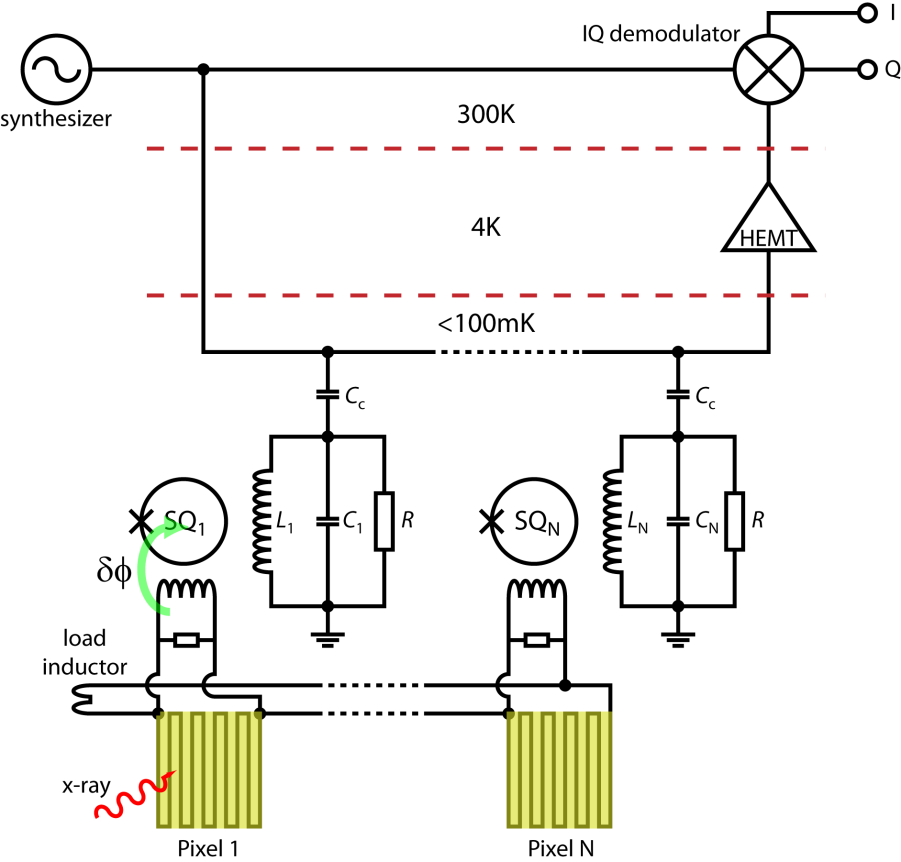 I
IQ demodulator
Q
synthesizer
300K
4K
HEMT
<100mK
Cc
Cc
SQ1
L1
C1
R
SQN
LN
CN
R
δϕ
load
inductor
x-ray
Pixel 1
Pixel N